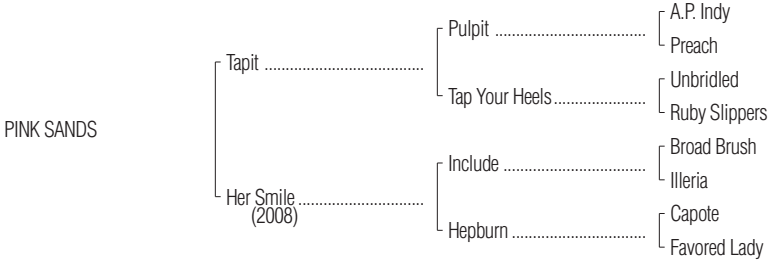 A.P. Indy
Pulpit ..........................................
Preach
Tapit ............................................
Unbridled
Tap Your Heels..........................
Ruby Slippers
PINK SANDS
Broad Brush
Include ........................................
Illeria
Her Smile...................................
(2008)
Capote
Hepburn .....................................
Favored Lady